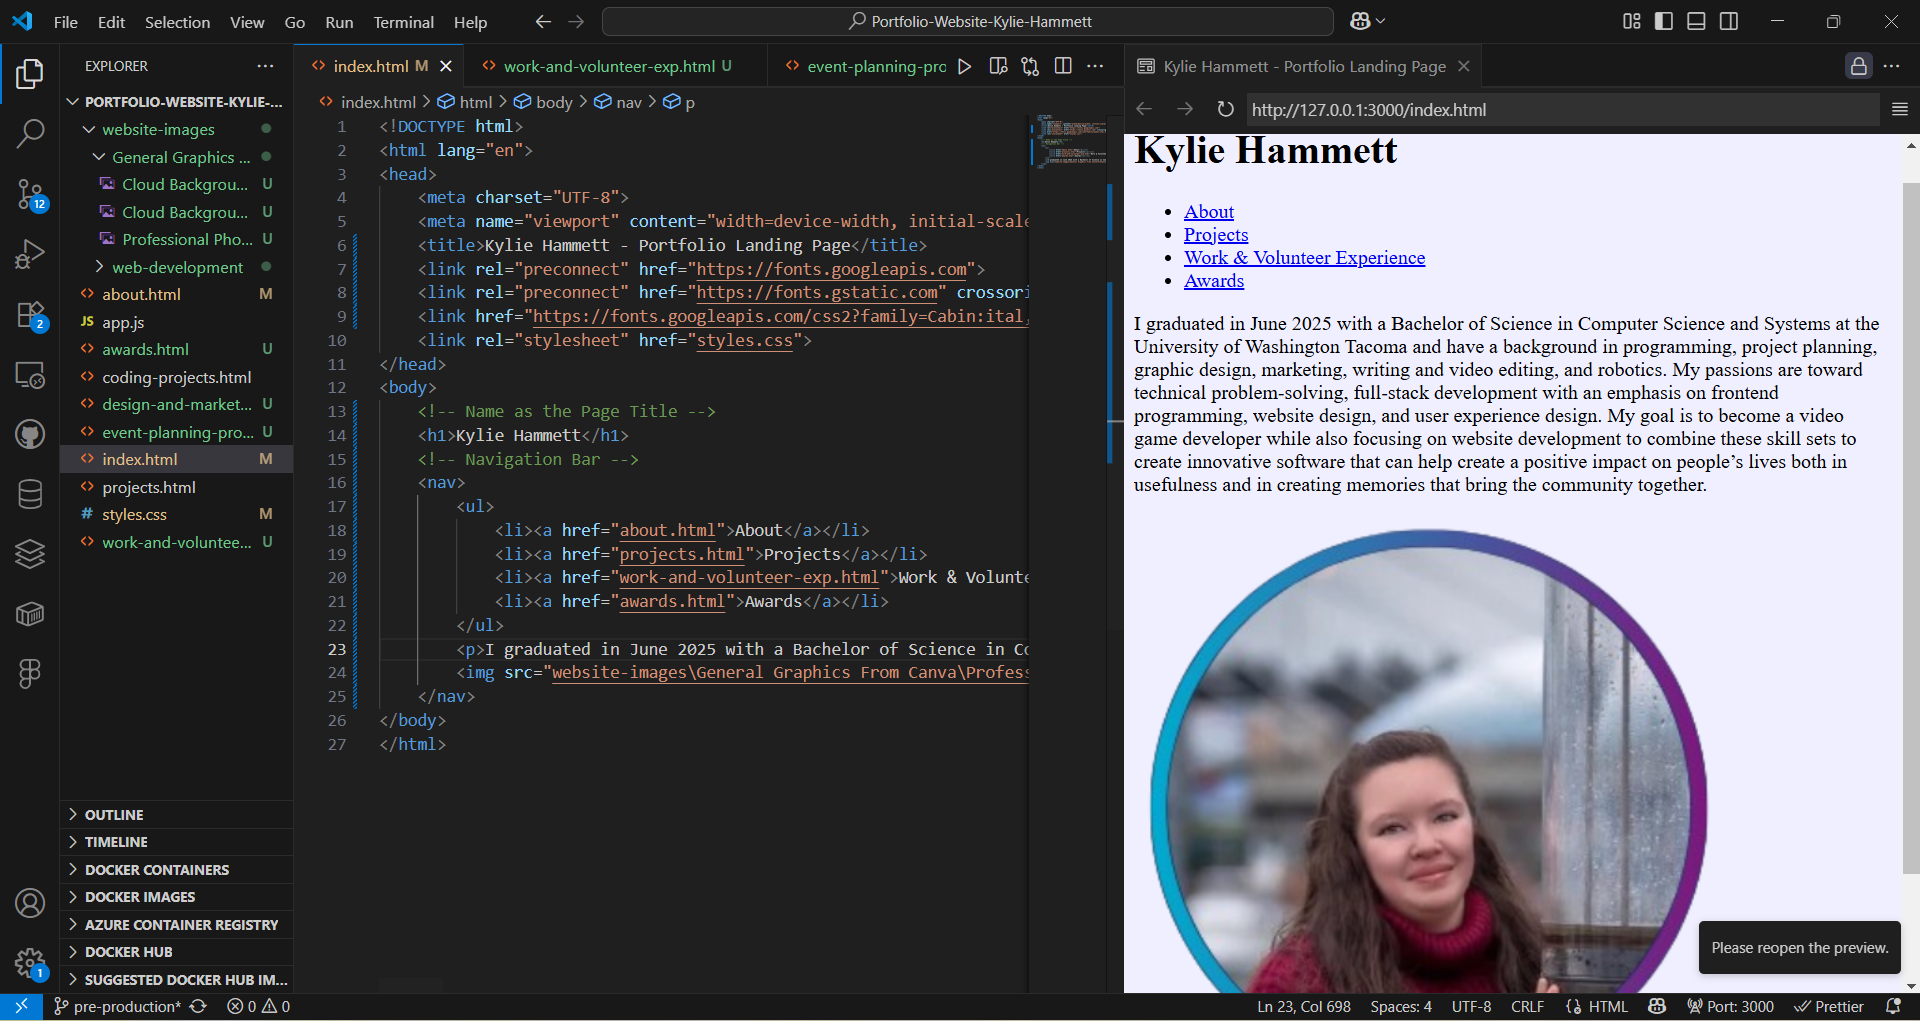 File Edit Selection View Go Run Terminal Help
Portfolio-Website-Kylie-Hammett
EXPLORER
PORTFOLIO-WEBSITE-KYLIE-...
website-images
General Graphics ...
Cloud Backgrou... U
Cloud Backgrou... U
Professional Pho... U
web-development
about.html M
JS app.js
awards.html U
coding-projects.html
design-and-market... U
event-planning-pro... U
index.html M
projects.html
# styles.css M
work-and-voluntee... U
OUTLINE
TIMELINE
DOCKER CONTAINERS
DOCKER IMAGES
AZURE CONTAINER REGISTRY
DOCKER HUB
SUGGESTED DOCKER HUB IM...
12
2
1
index.html M
work-and-volunteer-exp.html U
event-planning-pro
index.html > html > body > nav > p
1 <!DOCTYPE html>
2 <html lang="en">
3 <head>
4 <meta charset="UTF-8">
5 <meta name="viewport" content="width=device-width, initial-scale
6 <title>Kylie Hammett - Portfolio Landing Page</title>
7 <link rel="preconnect" href="https://fonts.googleapis.com">
8 <link rel="preconnect" href="https://fonts.gstatic.com" crossori
9 <link href="https://fonts.googleapis.com/css2?family=Cabin:ital,
10 <link rel="stylesheet" href="styles.css">
11 </head>
12 <body>
13 <!-- Name as the Page Title -->
14 <h1>Kylie Hammett</h1>
15 <!-- Navigation Bar -->
16 <nav>
17 <ul>
18 <li><a href="about.html">About</a></li>
19 <li><a href="projects.html">Projects</a></li>
20 <li><a href="work-and-volunteer-exp.html">Work & Volunte
21 <li><a href="awards.html">Awards</a></li>
22 </ul>
23 <p>I graduated in June 2025 with a Bachelor of Science in Co
24 <img src="website-images\General Graphics From Canva\Profess
25 </nav>
26 </body>
27 </html>
Kylie Hammett - Portfolio Landing Page
http://127.0.0.1:3000/index.html
Kylie Hammett
• About
• Projects
• Work & Volunteer Experience
• Awards
I graduated in June 2025 with a Bachelor of Science in Computer Science and Systems at the
University of Washington Tacoma and have a background in programming, project planning,
graphic design, marketing, writing and video editing, and robotics. My passions are toward
technical problem-solving, full-stack development with an emphasis on frontend
programming, website design, and user experience design. My goal is to become a video
game developer while also focusing on website development to combine these skill sets to
create innovative software that can help create a positive impact on people’s lives both in
usefulness and in creating memories that bring the community together.
Please reopen the preview.
pre-production* 0 0
Ln 23, Col 698 Spaces: 4 UTF-8 CRLF HTML Port: 3000 Prettier